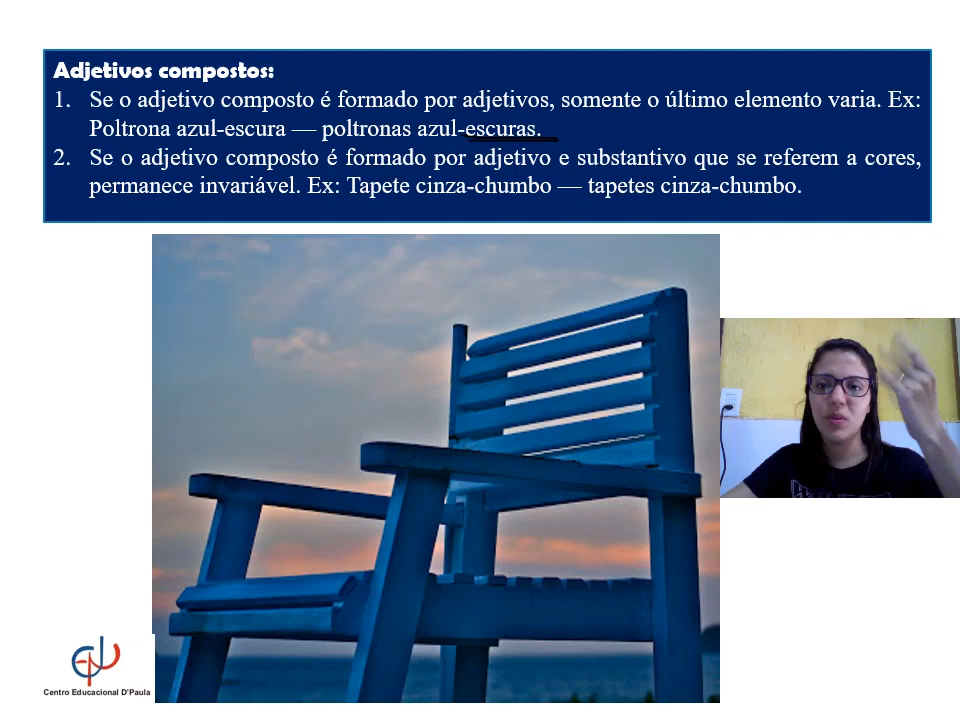 Adjetivos compostos:
1. Se o adjetivo composto é formado por adjetivos, somente o último elemento varia. Ex:
Poltrona azul-escura — poltronas azul-escuras.
2. Se o adjetivo composto é formado por adjetivo e substantivo que se referem a cores,
permanece invariável. Ex: Tapete cinza-chumbo — tapetes cinza-chumbo.
Centro Educacional D'Paula